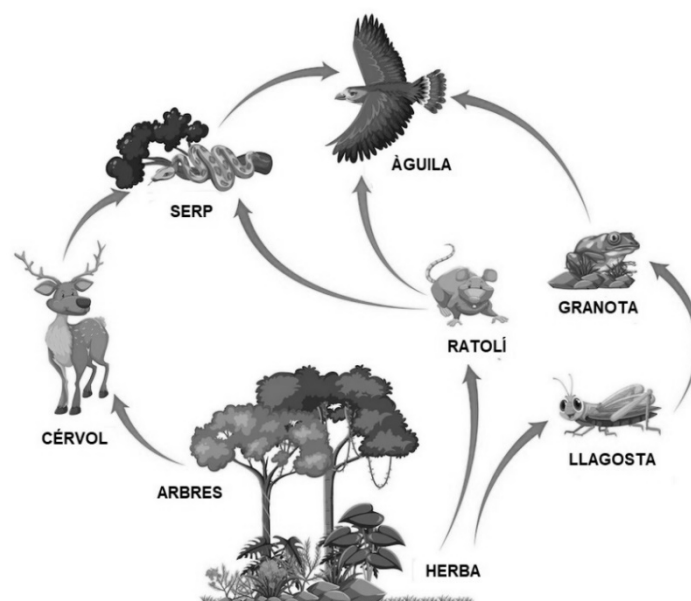 ÀGUILA
SERP
GRANOTA
RATOLÍ
CÉRVOL
LLAGOSTA
ARBRES
HERBA